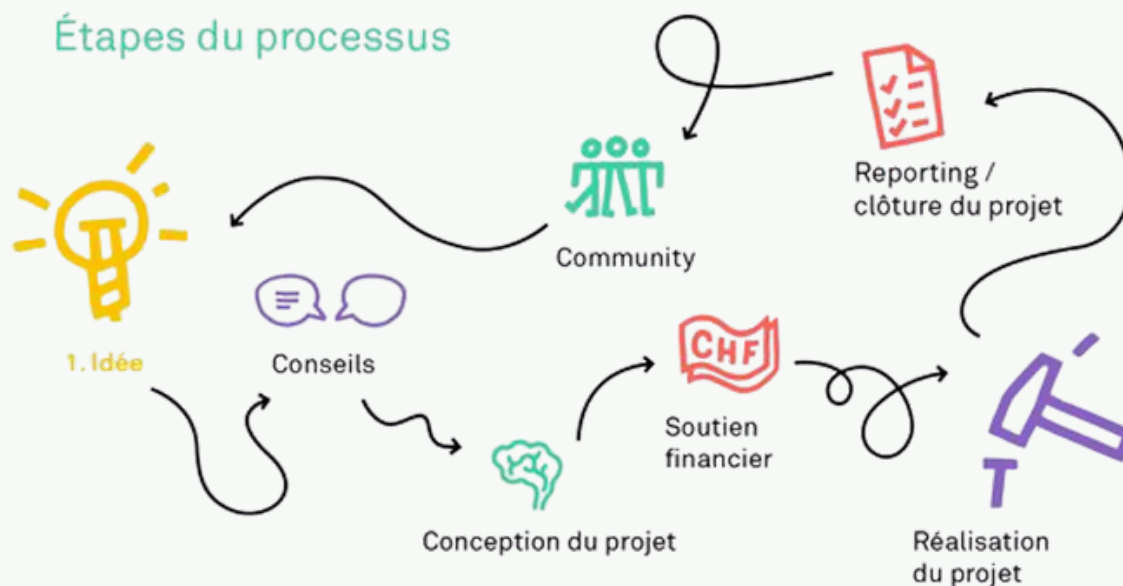 Étapes du processus
1. Idée
Conseils
Conception du projet
CHF
Soutien
financier
Réalisation
du projet
Reporting /
clôture du projet
Community